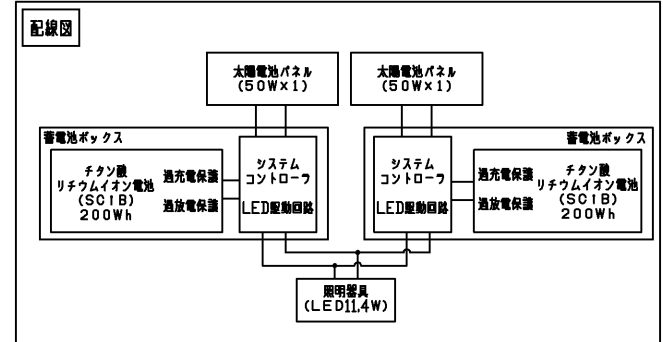 配線図
太陽電池パネル
(50W×1)
太陽電池パネル
(50W×1)
蓄電池ボックス
チタン酸
リチウムイオン電池
(SCiB)
200Wh
過充電保護
過放電保護
システム
コントローラ
LED駆動回路
蓄電池ボックス
システム
コントローラ
LED駆動回路
過充電保護
過放電保護
チタン酸
リチウムイオン電池
(SCiB)
200Wh
照明器具
(LED11.4W)